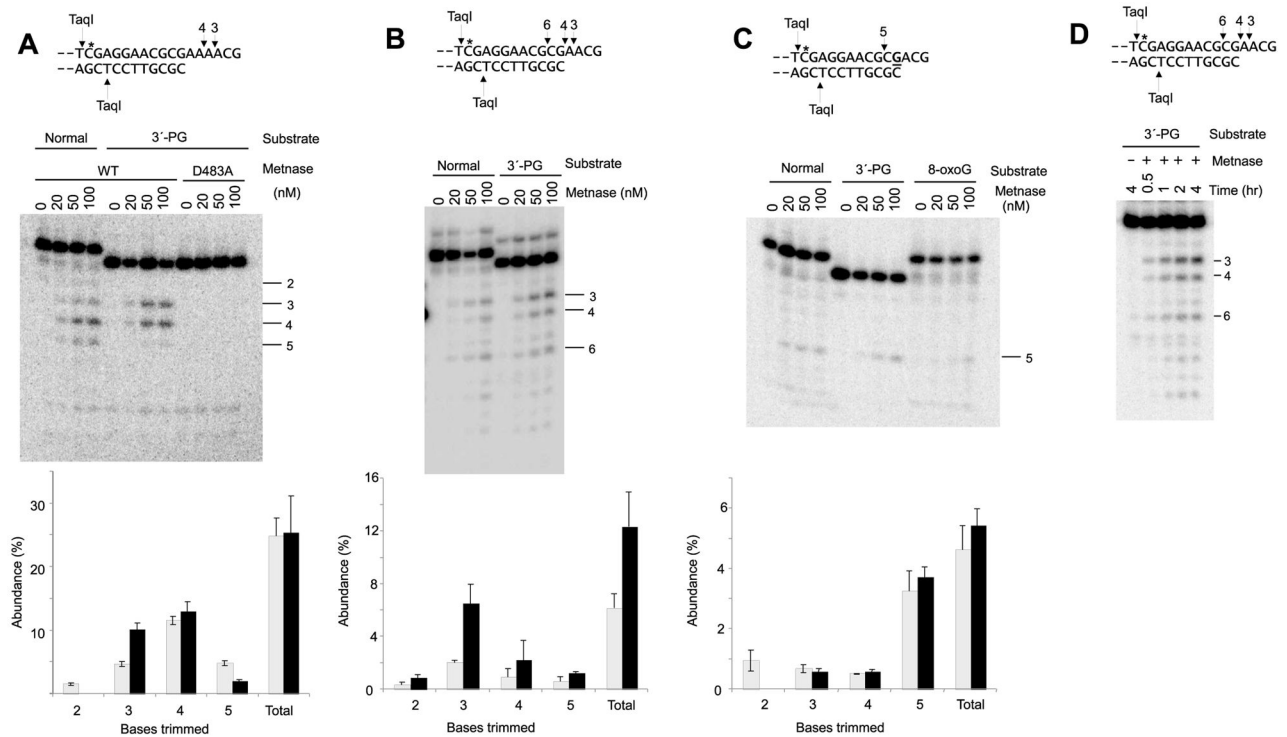 A
TaqI
4 3
--TCGAGGAACGCGAAAACG
*
--AGCTCCTTGCGC
TaqI
Normal 3´-PG Substrate
WT D483A Metnase
(nM)
0 20 50 100 0 20 50 100 0 20 50 100
2
3
4
5
Abundance (%)
30
20
10
2 3 4 5 Total
Bases trimmed
B
TaqI
6 4 3
--TCGAGGAACGCGAACG
*
--AGCTCCTTGCGC
TaqI
Normal 3´-PG Substrate
0 20 50 100 0 20 50 100 Metnase (nM)
3
4
6
Abundance (%)
16
12
8
4
0
2 3 4 5 Total
Bases trimmed
C
TaqI
5
--TCGAGGAACGCGACG
*
--AGCTCCTTGCGC
TaqI
Normal 3´-PG 8-oxoG Substrate
0 20 50 100 0 20 50 100 0 20 50 100 Metnase
(nM)
5
Abundance (%)
6
4
2
0
2 3 4 5 Total
Bases trimmed
D
TaqI
6 4 3
--TCGAGGAACGCGAACG
*
--AGCTCCTTGCGC
TaqI
3´-PG Substrate
- + + + + Metnase
4 0.5 1 2 4 Time (hr)
3
4
6